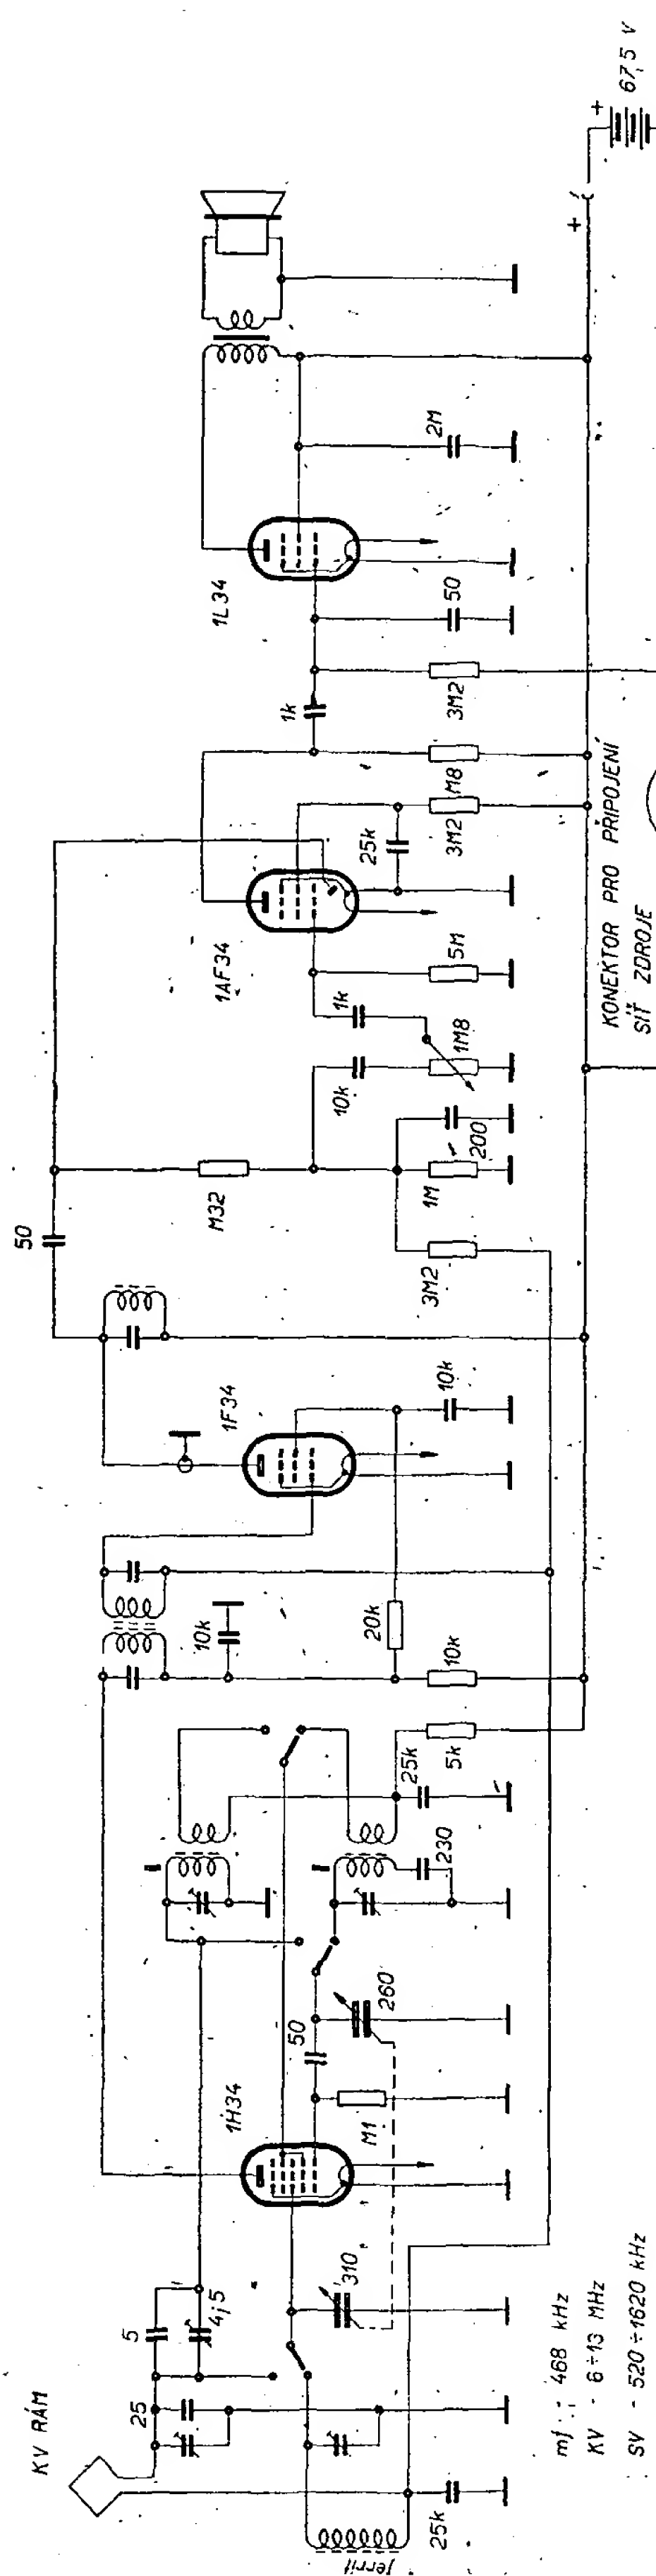 KV RÁM
25
5
4j5
ferrit
25k
310
1H34
M1
50
260
230
25k
5k
10k
10k
20k
1F34
10k
50
M32
3M2
1M
200
10k
1M8
1k
5M
1AF34
25k
3M2
M8
1k
3M2
50
1L34
2M
+
+
67,5 V
KONEKTOR PRO PŘIPOJENÍ
SÍŤ ZDROJE
mf : 468 kHz
KV - 6÷13 MHz
SV - 520÷1620 kHz